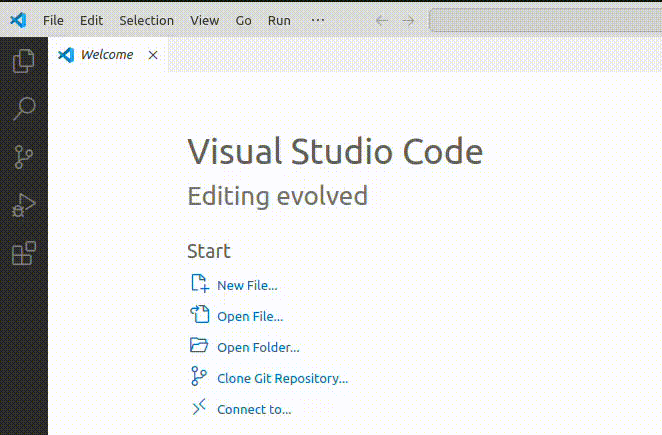 File Edit Selection View Go Run ···
Welcome
Visual Studio Code
Editing evolved
Start
New File...
Open File...
Open Folder...
Clone Git Repository...
Connect to...